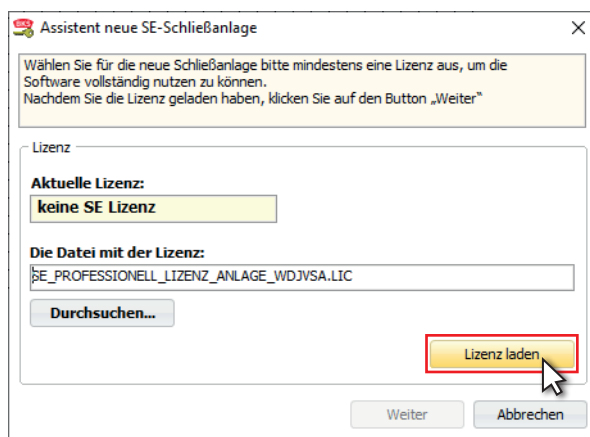 BKS Assistent neue SE-Schließanlage
Wählen Sie für die neue Schließanlage bitte mindestens eine Lizenz aus, um die
Software vollständig nutzen zu können.
Nachdem Sie die Lizenz geladen haben, klicken Sie auf den Button „Weiter“
Lizenz
Aktuelle Lizenz:
keine SE Lizenz
Die Datei mit der Lizenz:
SE_PROFESSIONELL_LIZENZ_ANLAGE_WDJVSA.LIC
Durchsuchen...
Lizenz laden
Weiter Abbrechen